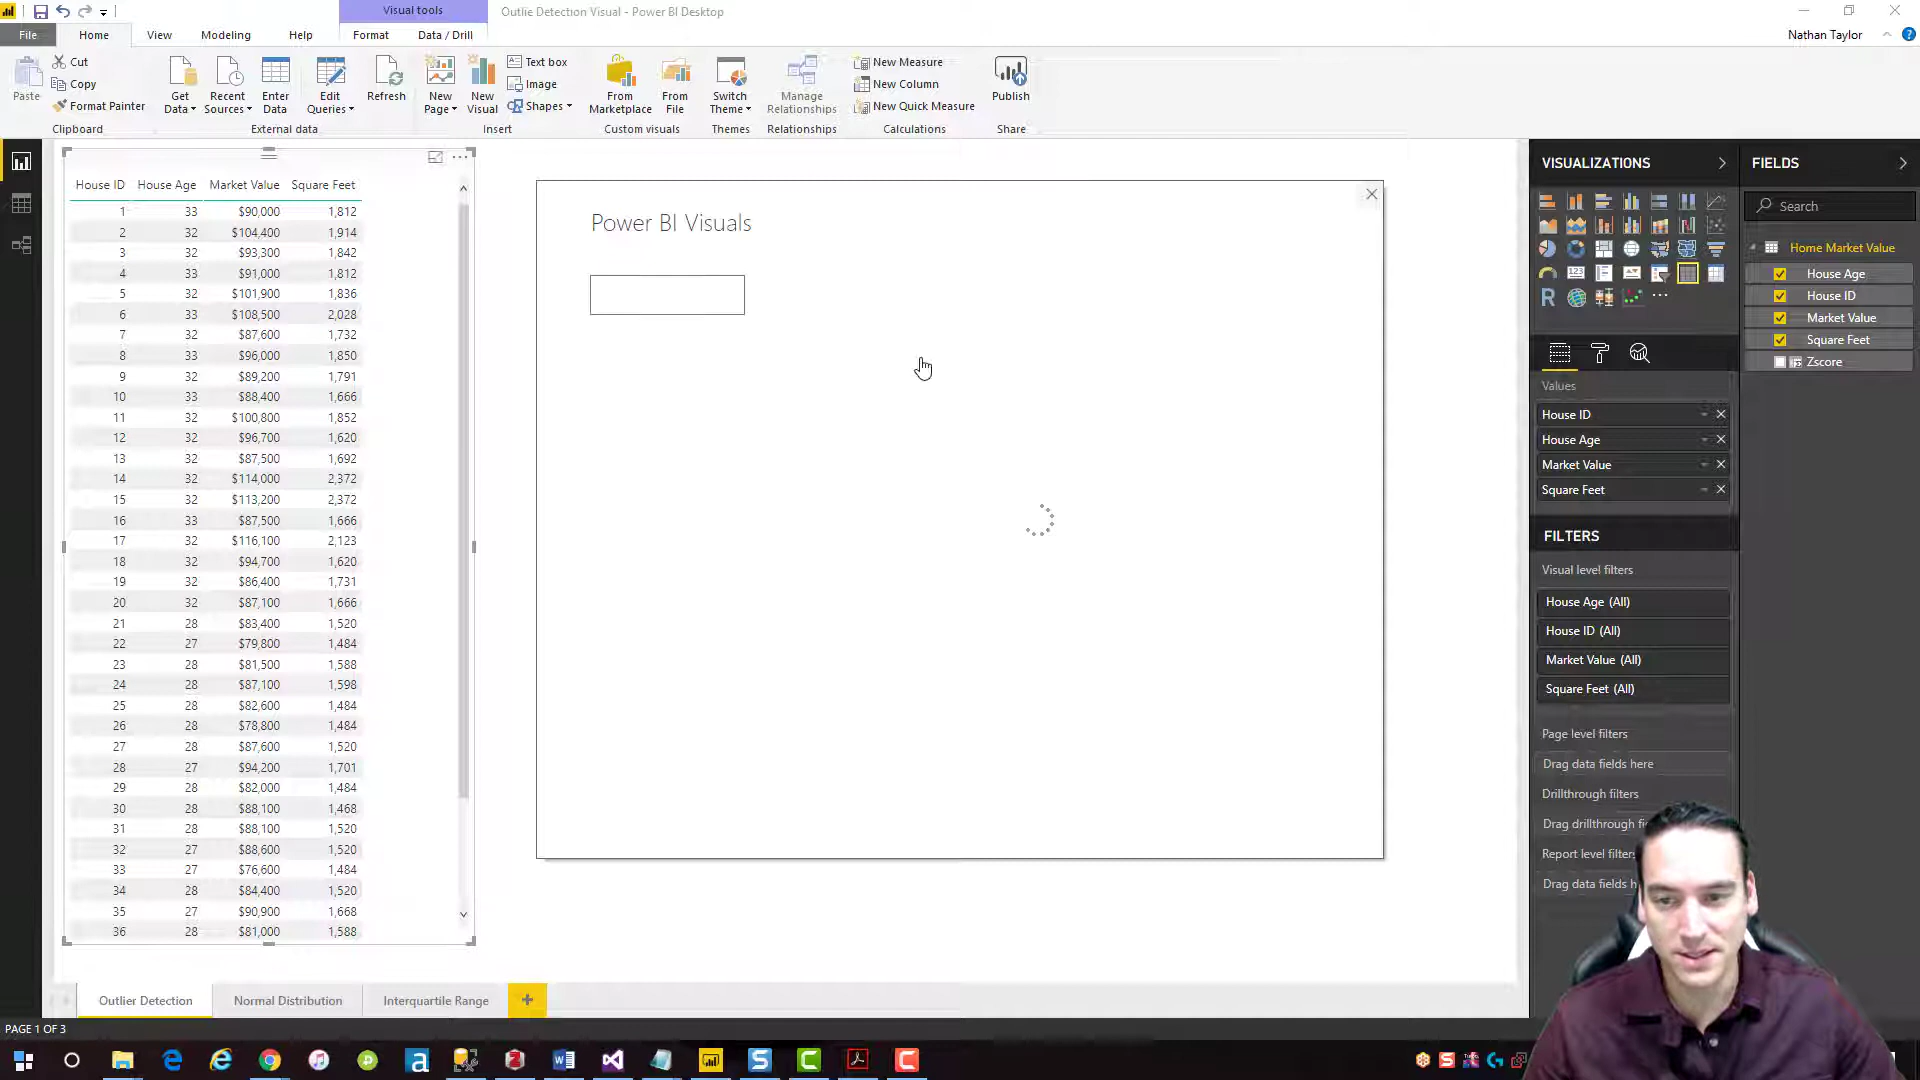 Visual tools
Outlie Detection Visual - Power BI Desktop
File
Home
View
Modeling
Help
Format
Data / Drill
Nathan Taylor
Paste
Cut
Copy
Format Painter
Clipboard
Get Data
Recent Sources
Enter Data
Edit Queries
Refresh
External data
New Page
New Visual
Text box
Image
Shapes
Insert
From Marketplace
From File
Custom visuals
Switch Theme
Themes
Manage Relationships
Relationships
New Measure
New Column
New Quick Measure
Calculations
Publish
Share
House ID House Age Market Value Square Feet
1 33 $90,000 1,812
2 32 $104,400 1,914
3 32 $93,300 1,842
4 33 $91,000 1,812
5 32 $101,900 1,836
6 33 $108,500 2,028
7 32 $87,600 1,732
8 33 $96,000 1,850
9 32 $89,200 1,791
10 33 $88,400 1,666
11 32 $100,800 1,852
12 32 $96,700 1,620
13 32 $87,500 1,692
14 32 $114,000 2,372
15 32 $113,200 2,372
16 33 $87,500 1,666
17 32 $116,100 2,123
18 32 $94,700 1,620
19 32 $86,400 1,731
20 32 $87,100 1,666
21 28 $83,400 1,520
22 27 $79,800 1,484
23 28 $81,500 1,588
24 28 $87,100 1,598
25 28 $82,600 1,484
26 28 $78,800 1,484
27 28 $87,600 1,520
28 27 $94,200 1,701
29 28 $82,000 1,484
30 28 $88,100 1,468
31 28 $88,100 1,520
32 27 $88,600 1,520
33 27 $76,600 1,484
34 28 $84,400 1,520
35 27 $90,900 1,668
36 28 $81,000 1,588
Power BI Visuals
VISUALIZATIONS
Values
House ID
House Age
Market Value
Square Feet
FILTERS
Visual level filters
House Age (All)
House ID (All)
Market Value (All)
Square Feet (All)
Page level filters
Drag data fields here
Drillthrough filters
Drag drillthrough fi
Report level filters
Drag data fields h
FIELDS
Search
Home Market Value
House Age
House ID
Market Value
Square Feet
Zscore
Outlier Detection
Normal Distribution
Interquartile Range
PAGE 1 OF 3